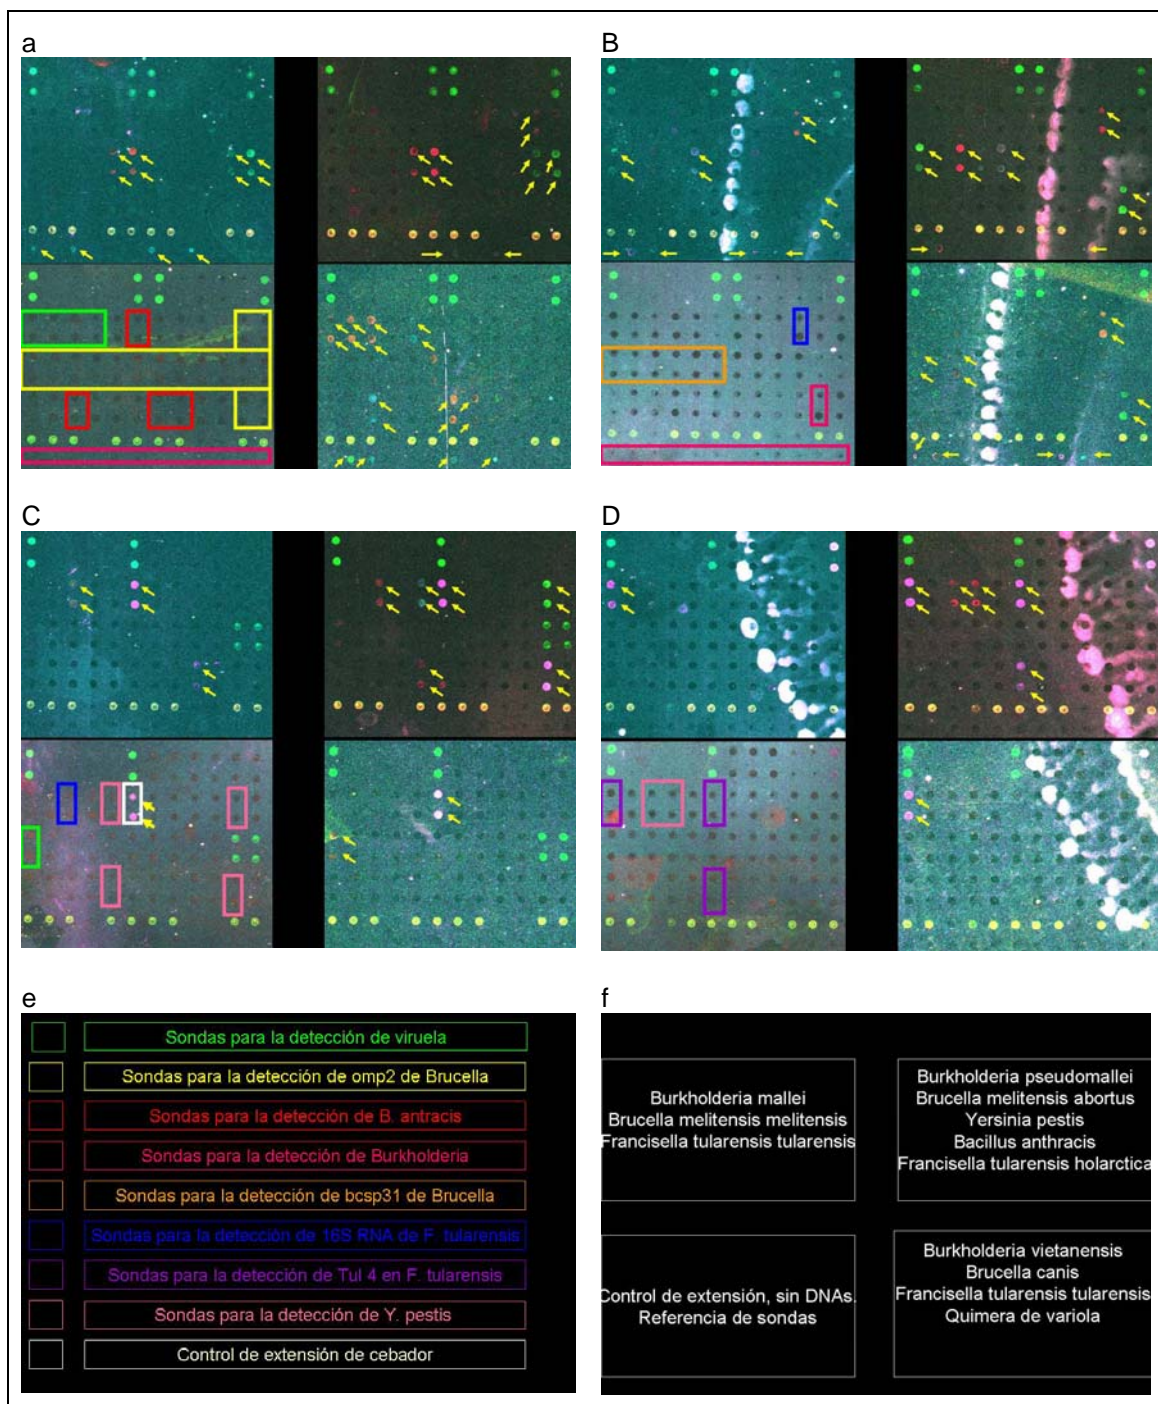 a
B
C
D
e
f
Sondas para la detección de viruela
Sondas para la detección de omp2 de Brucella
Sondas para la detección de B. antracis
Sondas para la detección de Burkholderia
Sondas para la detección de bcsp31 de Brucella
Sondas para la detección de 16S RNA de F. tularensis
Sondas para la detección de Tul 4 en F. tularensis
Sondas para la detección de Y. pestis
Control de extensión de cebador
Burkholderia mallei
Brucella melitensis melitensis
Francisella tularensis tularensis
Burkholderia pseudomallei
Brucella melitensis abortus
Yersinia pestis
Bacillus anthracis
Francisella tularensis holarctica
Control de extensión, sin DNAs.
Referencia de sondas
Burkholderia vietanensis
Brucella canis
Francisella tularensis tularensis
Quimera de variola